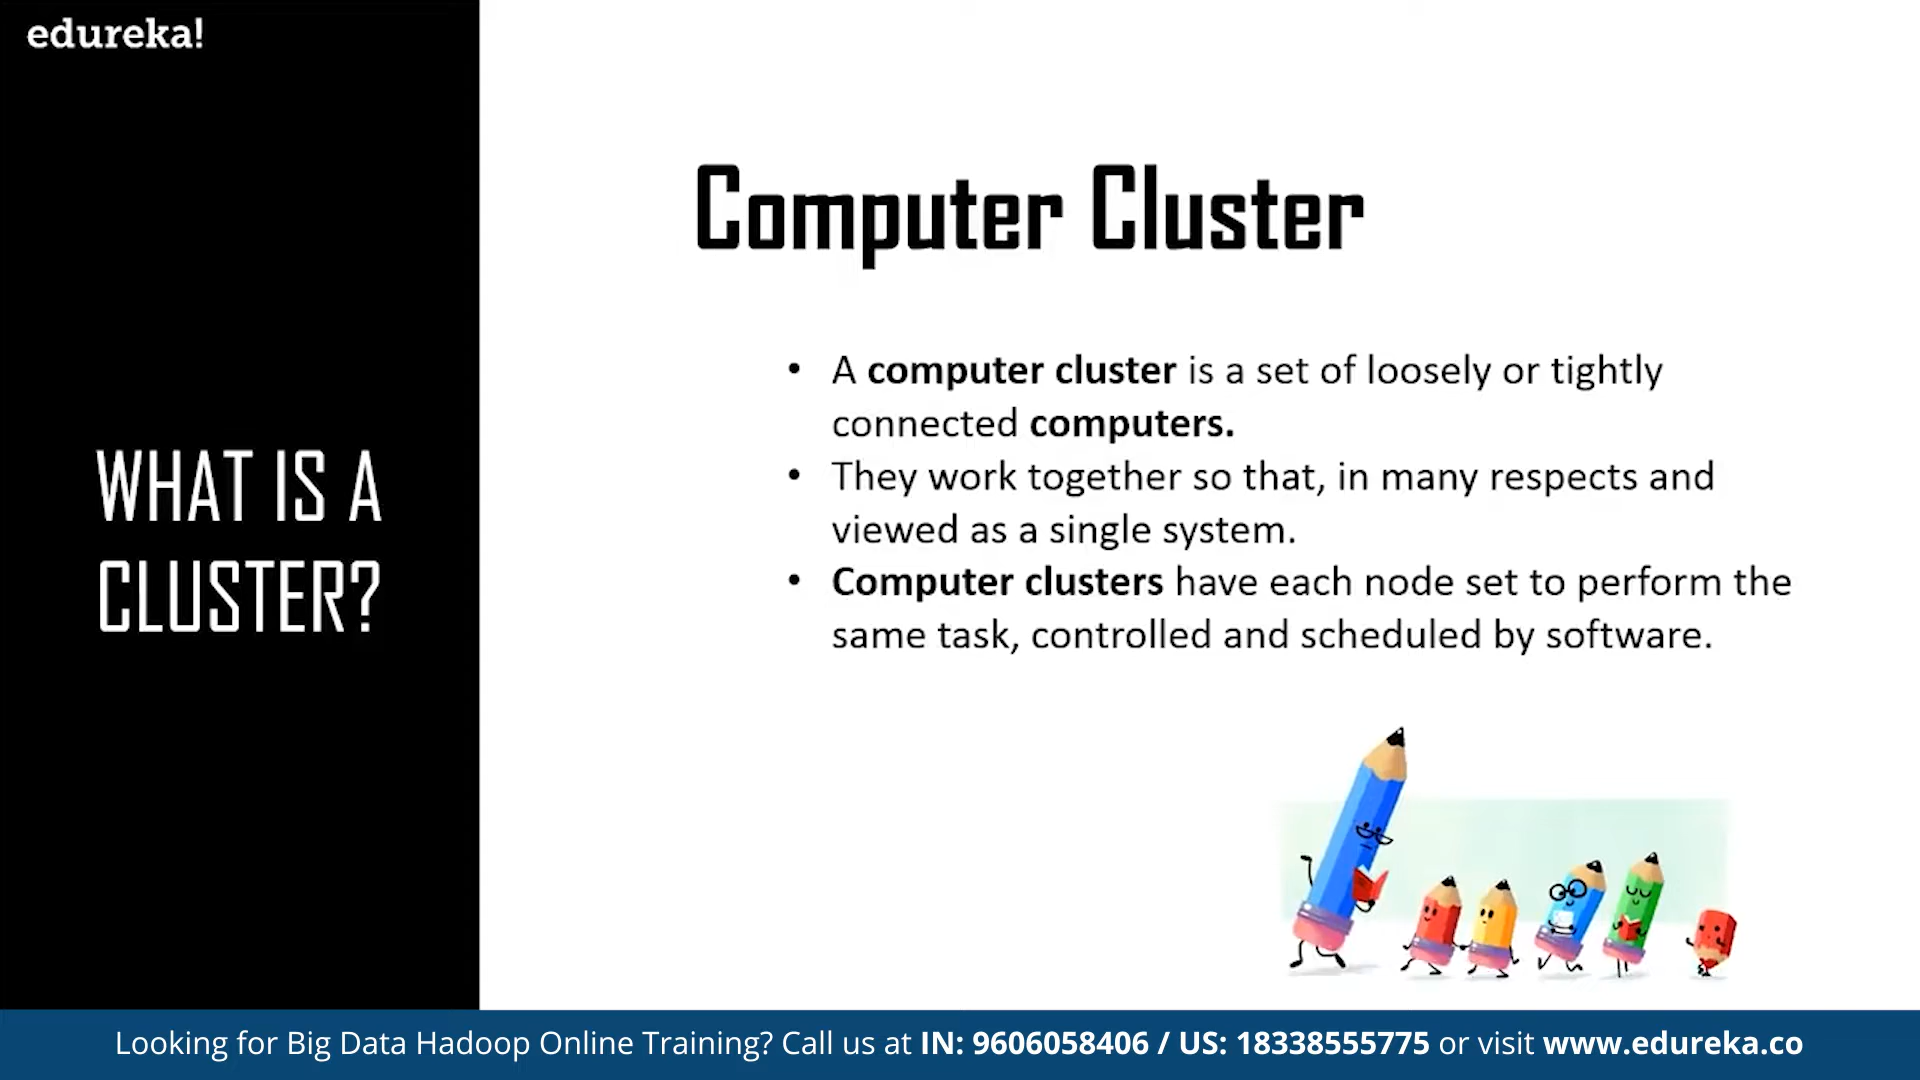 edureka!
WHAT IS A
CLUSTER?
Computer Cluster
• A computer cluster is a set of loosely or tightly
connected computers.
• They work together so that, in many respects and
viewed as a single system.
• Computer clusters have each node set to perform the
same task, controlled and scheduled by software.
Looking for Big Data Hadoop Online Training? Call us at IN: 9606058406 / US: 18338555775 or visit www.edureka.co